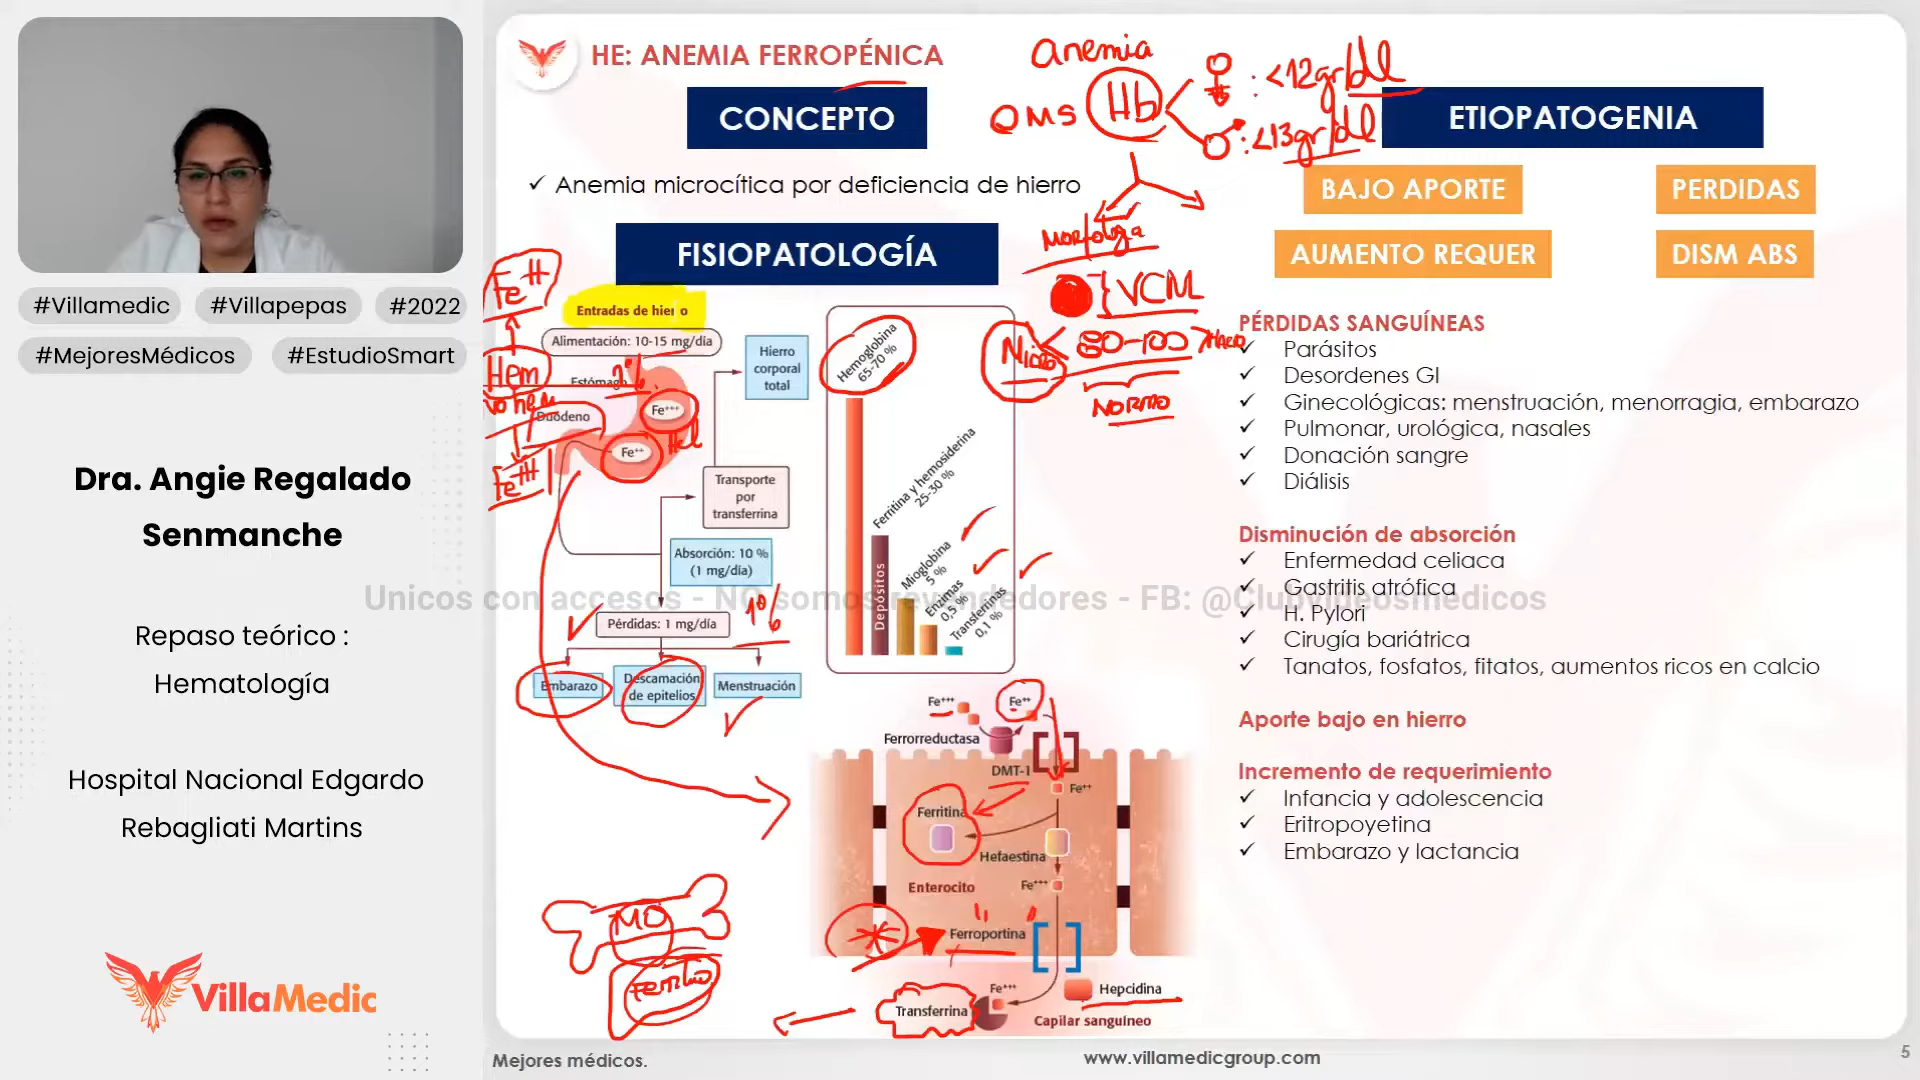 #Villamedic #Villapepas #2022
#MejoresMédicos #EstudioSmart
Dra. Angie Regalado
Senmanche
Repaso teórico :
Hematología
Hospital Nacional Edgardo
Rebagliati Martins
VillaMedic
HE: ANEMIA FERROPÉNICA
CONCEPTO
Anemia microcítica por deficiencia de hierro
FISIOPATOLOGÍA
Anemia
OMS
Hb
: <12gr/dl
: <13gr/dl
Morfología
VCM
80-100
Micro
Macro
NORMO
Fe++
Hem
No hem
Fe+++
Entradas de hierro
Alimentación: 10-15 mg/día
Estómago
Duodeno
Fe+++
Fe++
Hcl
Hierro
corporal
total
Transporte
por
transferrina
Absorción: 10 %
(1 mg/día)
Pérdidas: 1 mg/día
Embarazo
Descamación
de epitelios
Menstruación
Hemoglobina
65-70 %
Ferritina y hemosiderina
25-30 %
Depósitos
Mioglobina
5 %
Enzimas
0,5 %
Transferrinas
0,1 %
Fe+++
Fe++
Ferrorreductasa
DMT-1
Fe++
Ferritina
Hefaestina
Fe+++
Enterocito
Ferroportina
Fe+++
Hepcidina
Transferrina
Capilar sanguíneo
MO
ETIOPATOGENIA
BAJO APORTE
PERDIDAS
AUMENTO REQUER
DISM ABS
PÉRDIDAS SANGUÍNEAS
Parásitos
Desordenes GI
Ginecológicas: menstruación, menorragia, embarazo
Pulmonar, urológica, nasales
Donación sangre
Diálisis
Disminución de absorción
Enfermedad celiaca
Gastritis atrófica
H. Pylori
Cirugía bariátrica
Tanatos, fosfatos, fitatos, aumentos ricos en calcio
Aporte bajo en hierro
Incremento de requerimiento
Infancia y adolescencia
Eritropoyetina
Embarazo y lactancia
Unicos con accesos - NO somos revendedores - FB: @Clubvideosmedicos
Mejores médicos.
www.villamedicgroup.com
5